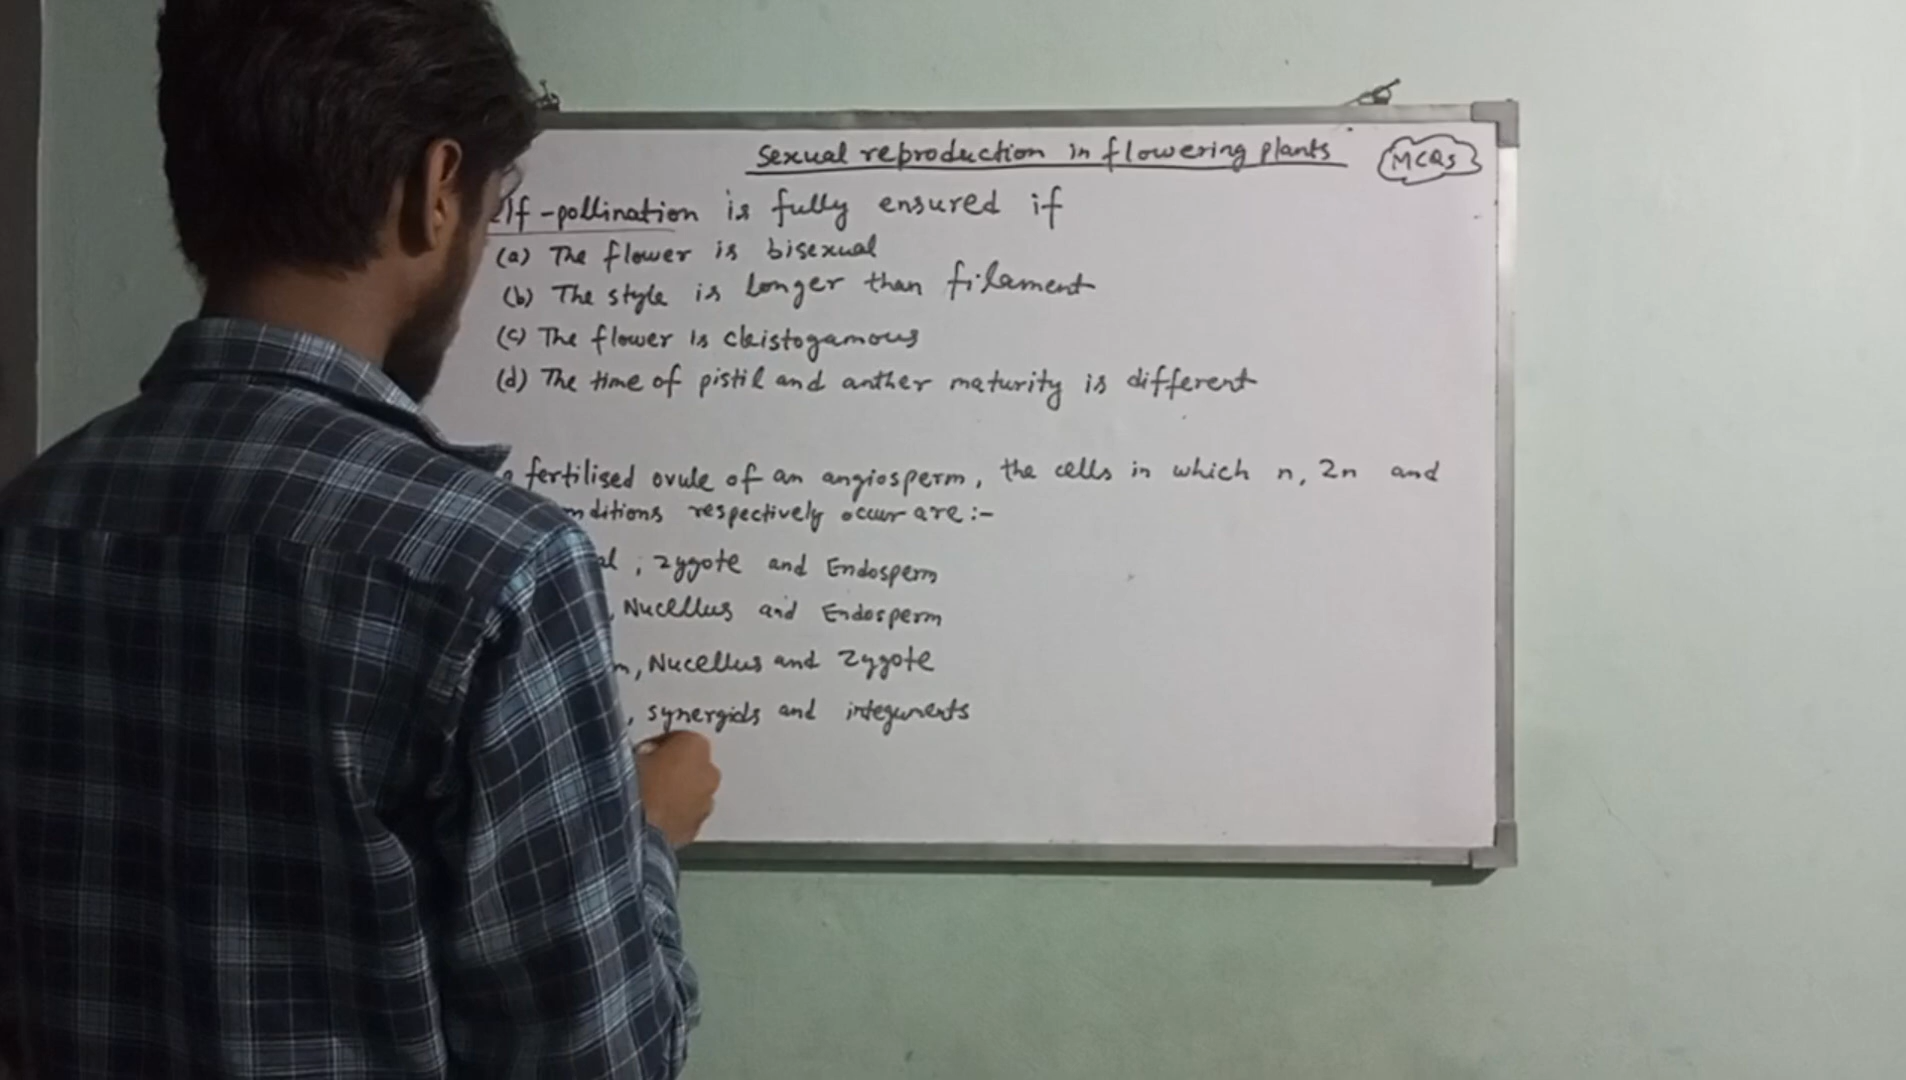 Sexual reproduction in flowering plants
MCQs
elf-pollination is fully ensured if
(a) The flower is bisexual
(b) The style is longer than filament
(c) The flower is cleistogamous
(d) The time of pistil and anther maturity is different
fertilised ovule of an angiosperm, the cells in which n, 2n and
nditions respectively occur are :-
al, zygote and Endosperm
, Nucellus and Endosperm
m, Nucellus and Zygote
, synergids and integuments